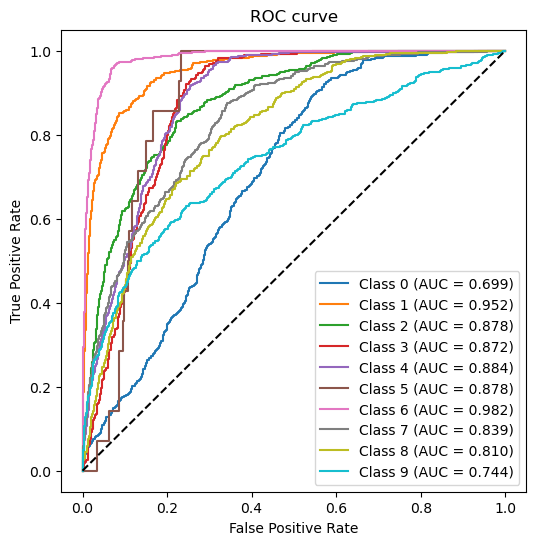 ROC curve
True Positive Rate
1.0
0.8
0.6
0.4
0.2
0.0
Class 0 (AUC = 0.699)
Class 1 (AUC = 0.952)
Class 2 (AUC = 0.878)
Class 3 (AUC = 0.872)
Class 4 (AUC = 0.884)
Class 5 (AUC = 0.878)
Class 6 (AUC = 0.982)
Class 7 (AUC = 0.839)
Class 8 (AUC = 0.810)
Class 9 (AUC = 0.744)
0.0 0.2 0.4 0.6 0.8 1.0
False Positive Rate